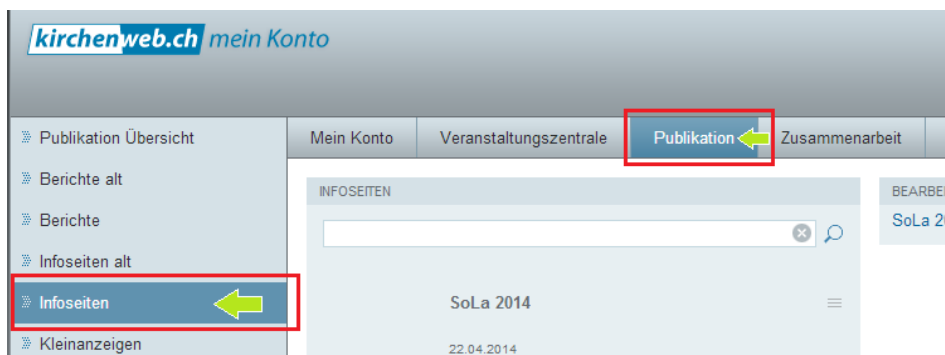 kirchenweb.ch mein Konto
Publikation Übersicht
Berichte alt
Berichte
Infoseiten alt
Infoseiten
Kleinanzeigen
Mein Konto Veranstaltungszentrale Publikation Zusammenarbeit
INFOSEITEN
SoLa 2014
22.04.2014
SoLa